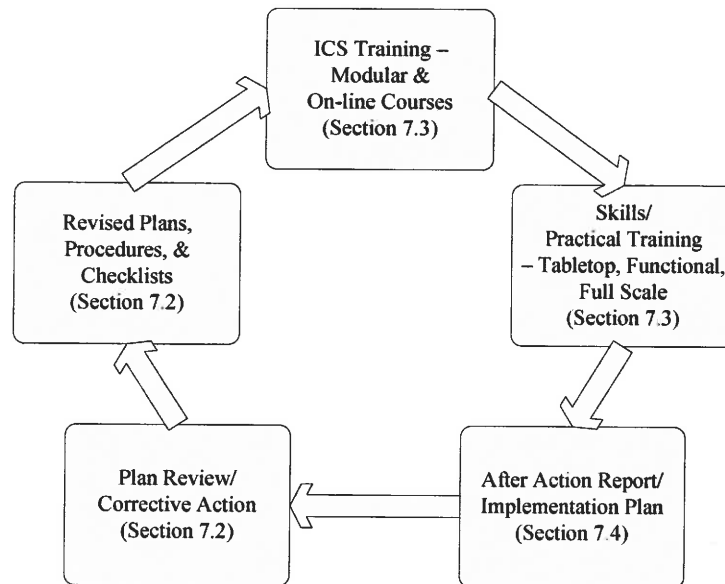 ICS Training –
Modular &
On-line Courses
(Section 7.3)
Skills/
Practical Training
– Tabletop, Functional,
Full Scale
(Section 7.3)
After Action Report/
Implementation Plan
(Section 7.4)
Plan Review/
Corrective Action
(Section 7.2)
Revised Plans,
Procedures, &
Checklists
(Section 7.2)